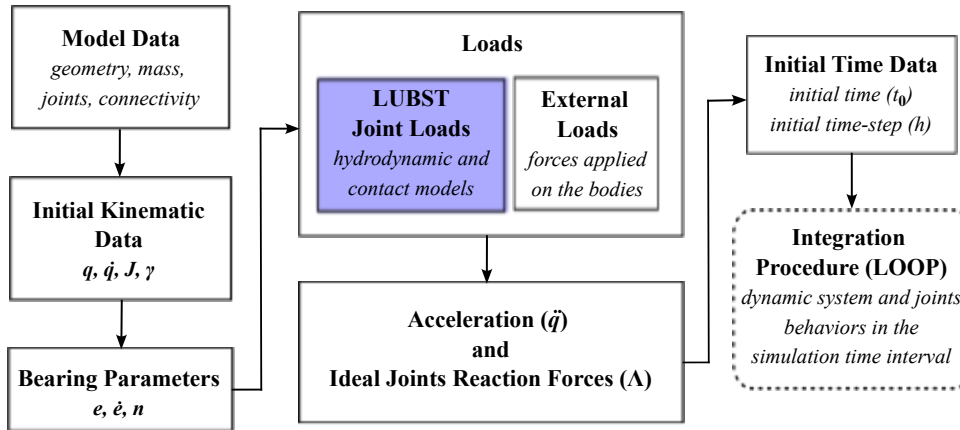 Model Data
geometry, mass,
joints, connectivity
Initial Kinematic
Data
q, q̇, J, γ
Bearing Parameters
e, ė, n
Loads
LUBST
Joint Loads
hydrodynamic and
contact models
External
Loads
forces applied
on the bodies
Acceleration (q̈)
and
Ideal Joints Reaction Forces (Λ)
Initial Time Data
initial time (t₀)
initial time-step (h)
Integration
Procedure (LOOP)
dynamic system and joints
behaviors in the
simulation time interval